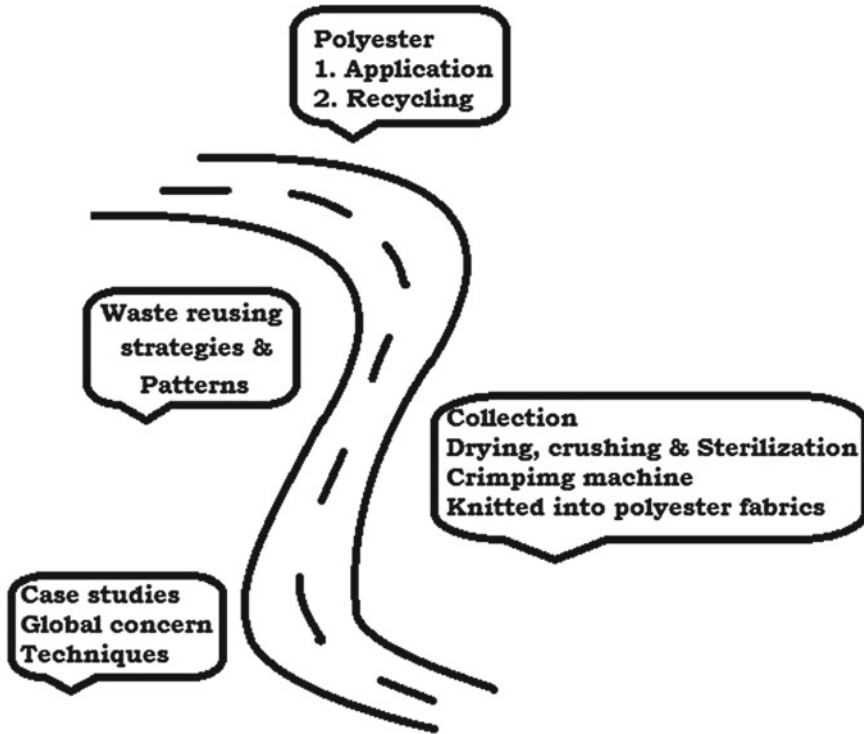 Polyester
1. Application
2. Recycling
Waste reusing
strategies &
Patterns
Collection
Drying, crushing & Sterilization
Crimpimg machine
Knitted into polyester fabrics
Case studies
Global concern
Techniques